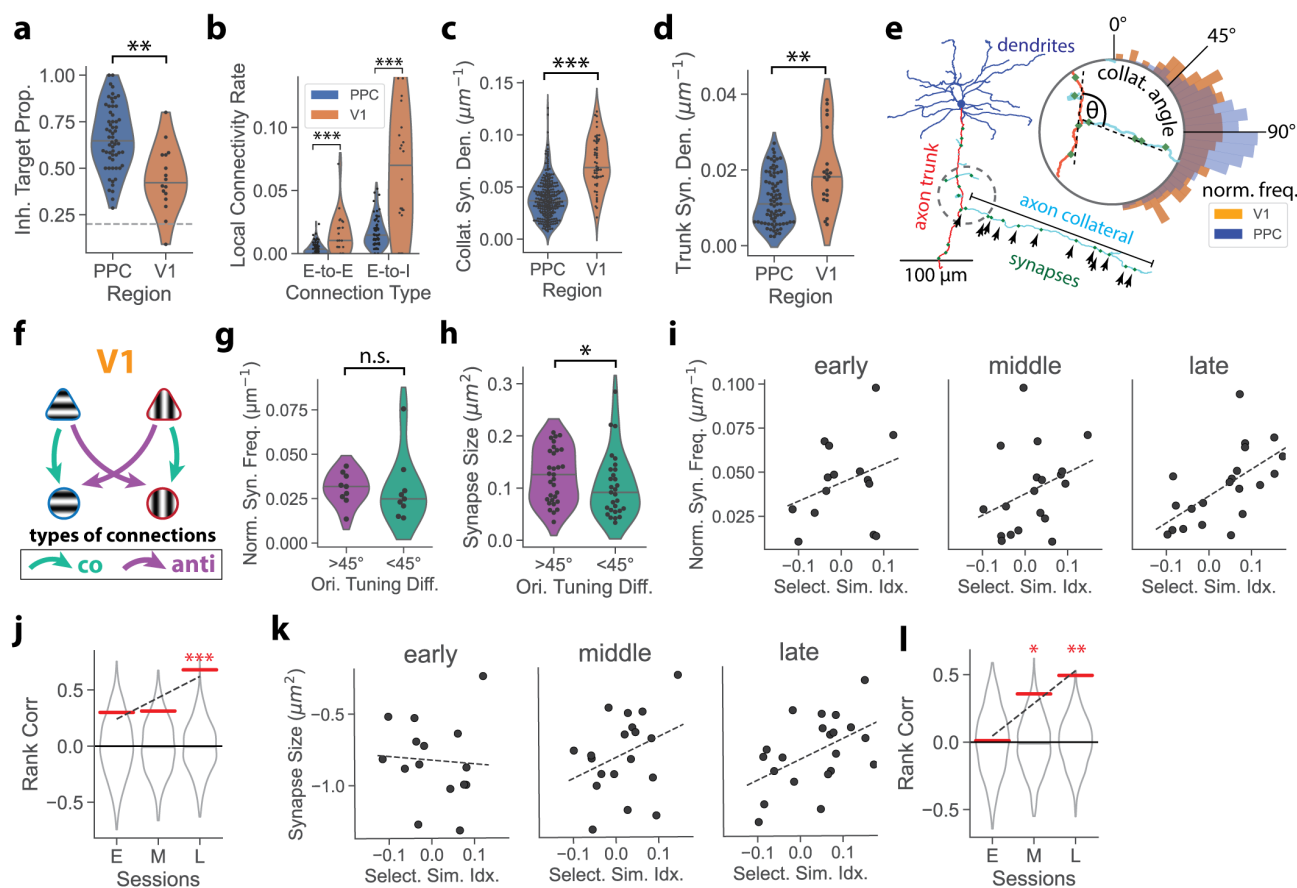 a
**
1.00
0.75
0.50
0.25
Inh. Target Prop.
PPC
V1
Region
b
***
***
PPC
V1
0.10
0.05
0.00
Local Connectivity Rate
E-to-E
E-to-I
Connection Type
c
***
0.15
0.10
0.05
0.00
Collat. Syn. Den. (μm⁻¹)
PPC
V1
Region
d
**
0.04
0.02
0.00
Trunk Syn. Den. (μm⁻¹)
PPC
V1
Region
e
dendrites
axon trunk
axon collateral
synapses
100 μm
collat. angle
θ
0°
45°
90°
norm. freq.
V1
PPC
f
V1
types of connections
co
anti
g
n.s.
0.075
0.050
0.025
0.000
Norm. Syn. Freq. (μm⁻¹)
>45°
<45°
Ori. Tuning Diff.
h
*
0.3
0.2
0.1
0.0
Synapse Size (μm²)
>45°
<45°
Ori. Tuning Diff.
i
early
middle
late
0.100
0.075
0.050
0.025
Norm. Syn. Freq. (μm⁻¹)
−0.1
0.0
0.1
Select. Sim. Idx.
−0.1
0.0
0.1
Select. Sim. Idx.
−0.1
0.0
0.1
Select. Sim. Idx.
j
***
0.5
0.0
−0.5
Rank Corr
E
M
L
Sessions
k
early
middle
late
−0.5
−1.0
Synapse Size (μm²)
−0.1
0.0
0.1
Select. Sim. Idx.
−0.1
0.0
0.1
Select. Sim. Idx.
−0.1
0.0
0.1
Select. Sim. Idx.
l
*
**
0.5
0.0
−0.5
Rank Corr
E
M
L
Sessions